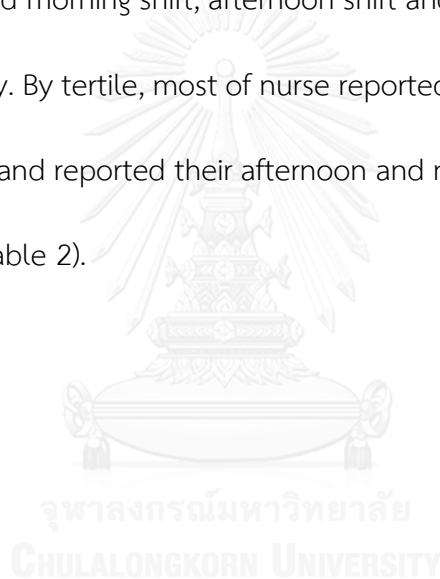 d morning shift, afternoon shift and
y. By tertile, most of nurse reported
and reported their afternoon and
able 2).
จุฬาลงกรณ์มหาวิทยาลัย
CHULALONGKORN UNIVERSITY